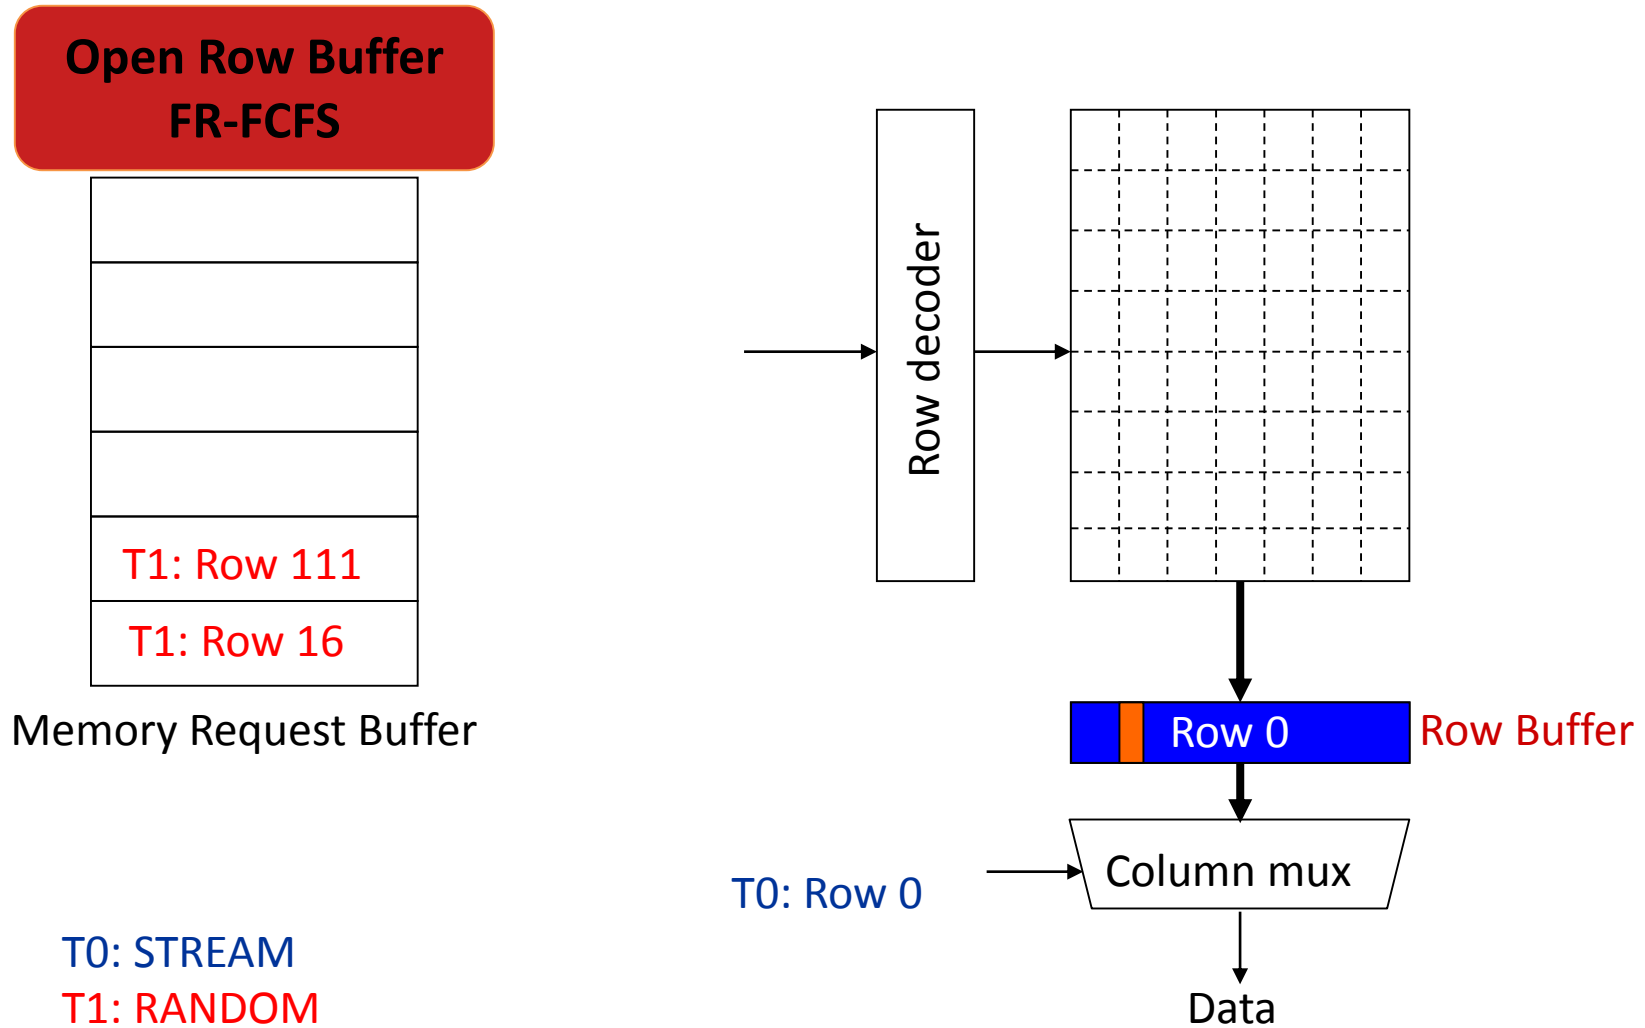 Open Row Buffer
FR-FCFS
T1: Row 111
T1: Row 16
Memory Request Buffer
T0: STREAM
T1: RANDOM
Row decoder
Row 0
Row Buffer
Column mux
T0: Row 0
Data